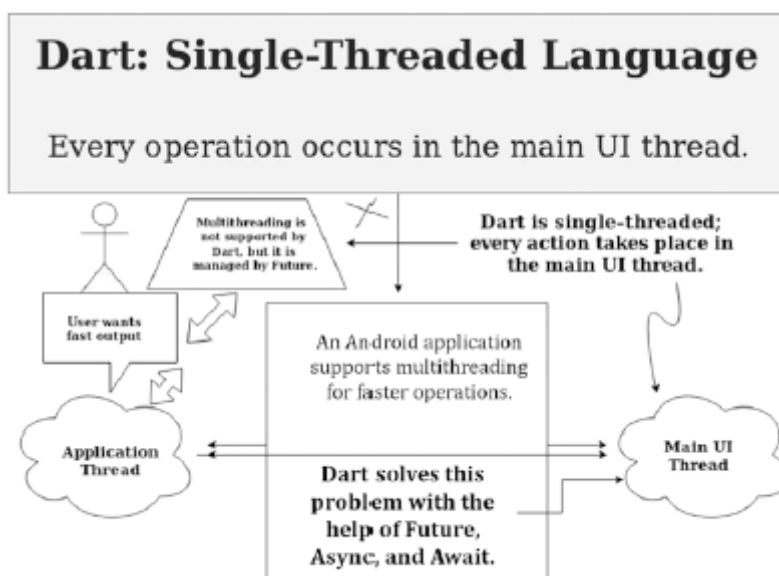 Dart: Single-Threaded Language
Every operation occurs in the main UI thread.
Multithreading is
not supported by
Dart, but it is
managed by Future.
Dart is single-threaded;
every action takes place in
the main UI thread.
User wants
fast output
An Android application
supports multithreading
for faster operations.
Application
Thread
Main UI
Thread
Dart solves this
problem with the
help of Future,
Async, and Await.